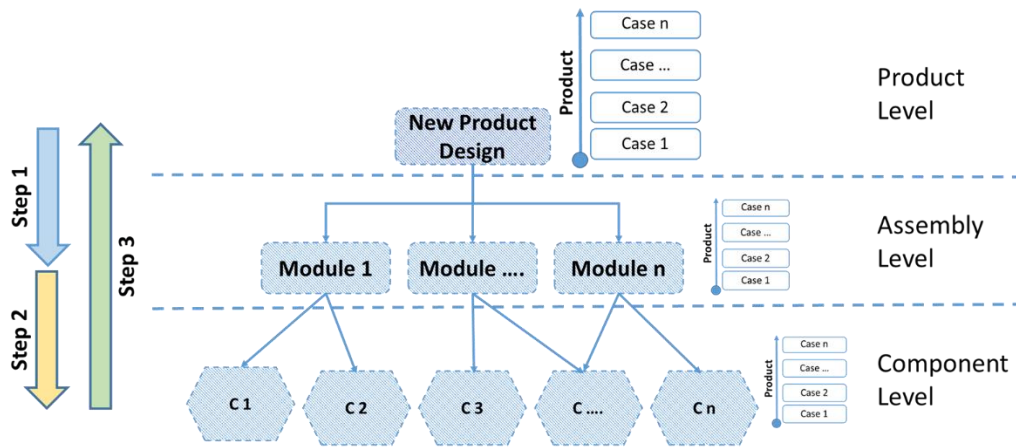 Case n
Case ...
Case 2
Case 1
Product
Product
Level
New Product
Design
Step 1
Step 3
Step 2
Module 1
Module ....
Module n
Case n
Case ...
Case 2
Case 1
Product
Assembly
Level
C 1
C 2
C 3
C ....
C n
Case n
Case ...
Case 2
Case 1
Product
Component
Level